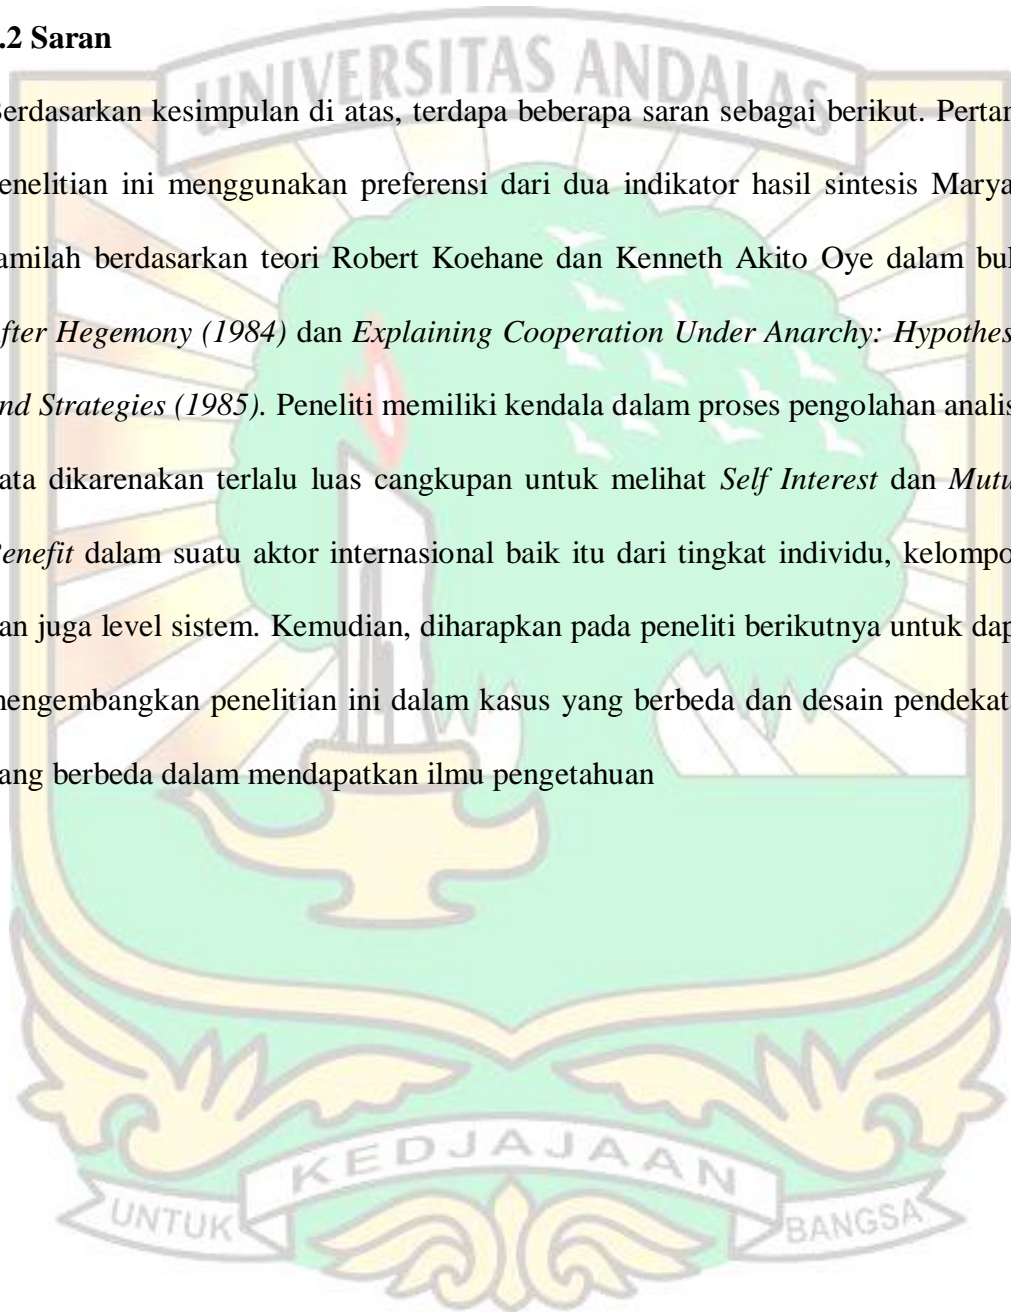 .2 Saran
UNIVERSITAS ANDALAS
erdasarkan kesimpulan di atas, terdapa beberapa saran sebagai berikut. Pertan
enelitian ini menggunakan preferensi dari dua indikator hasil sintesis Marya
amilah berdasarkan teori Robert Koehane dan Kenneth Akito Oye dalam bul
fter Hegemony (1984) dan Explaining Cooperation Under Anarchy: Hypothes
nd Strategies (1985). Peneliti memiliki kendala dalam proses pengolahan analis
ata dikarenakan terlalu luas cangkupan untuk melihat Self Interest dan Mutu
Benefit dalam suatu aktor internasional baik itu dari tingkat individu, kelompo
an juga level sistem. Kemudian, diharapkan pada peneliti berikutnya untuk dap
mengembangkan penelitian ini dalam kasus yang berbeda dan desain pendekat
ang berbeda dalam mendapatkan ilmu pengetahuan
KEDJAJAAN
UNTUK BANGSA